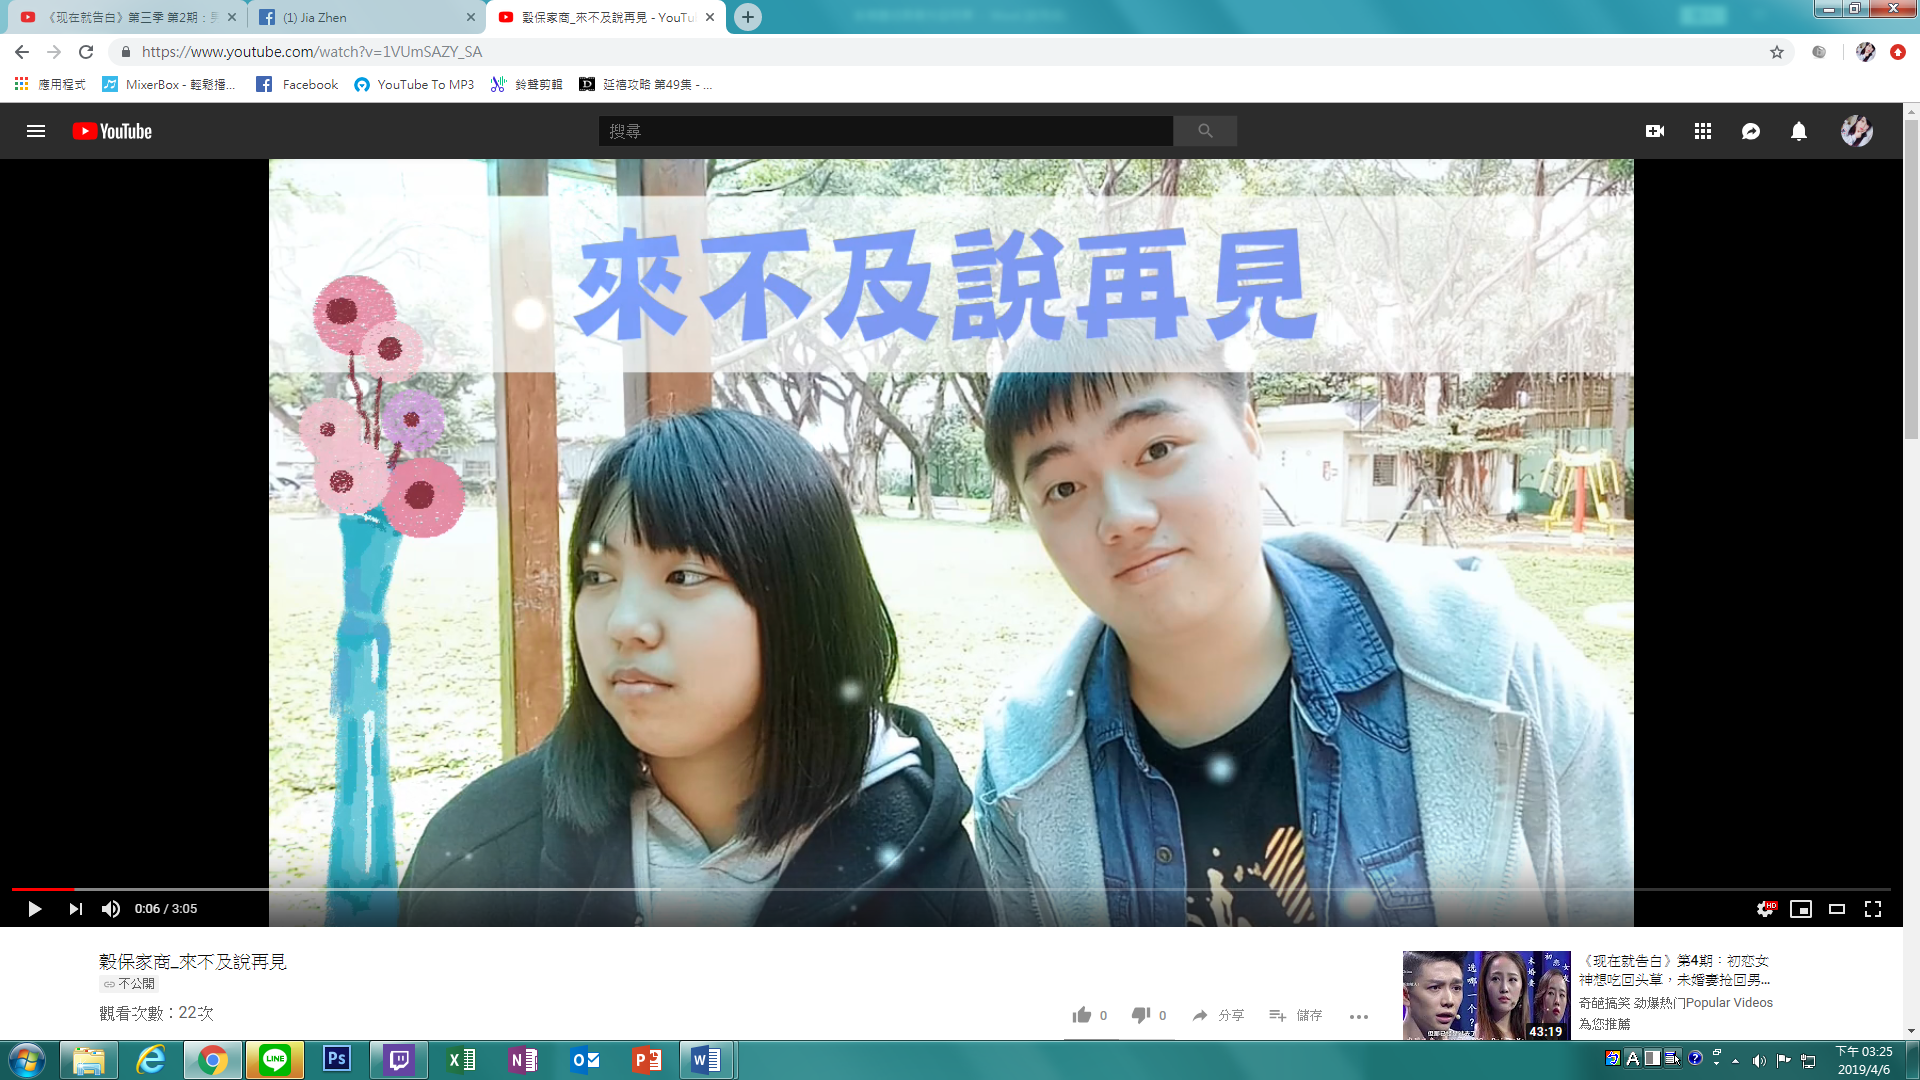 《现在就告白》第三季 第2期：
(1) Jia Zhen
穀保家商_來不及說再見 - YouTu
https://www.youtube.com/watch?v=1VUmSAZY_SA
應用程式
MixerBox - 輕鬆播...
Facebook
YouTube To MP3
鈴聲剪輯
延禧攻略 第49集 - ...
YouTube
搜尋
來不及說再見
0:06 / 3:05
HD
穀保家商_來不及說再見
不公開
觀看次數：22次
0
0
分享
儲存
43:19
《现在就告白》第4期：初恋女
神想吃回头草，未婚妻抢回男...
奇葩搞笑 劲爆热门Popular Videos
為您推薦
LINE
Ps
下午 03:25
2019/4/6